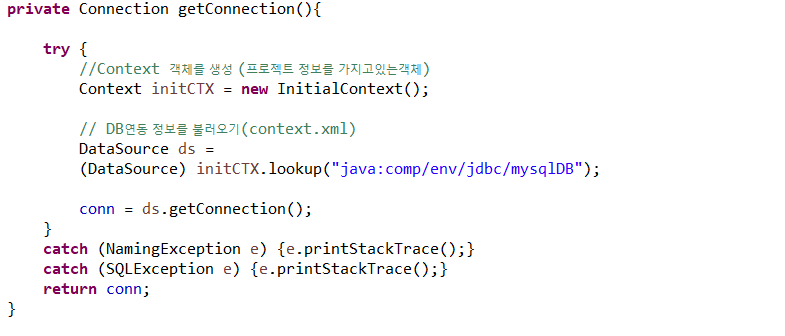 private Connection getConnection(){
try {
//Context 객체를 생성 (프로젝트 정보를 가지고있는객체)
Context initCTX = new InitialContext();
// DB연동 정보를 불러오기(context.xml)
DataSource ds =
(DataSource) initCTX.lookup("java:comp/env/jdbc/mysqlDB");
conn = ds.getConnection();
}
catch (NamingException e) {e.printStackTrace();}
catch (SQLException e) {e.printStackTrace();}
return conn;
}